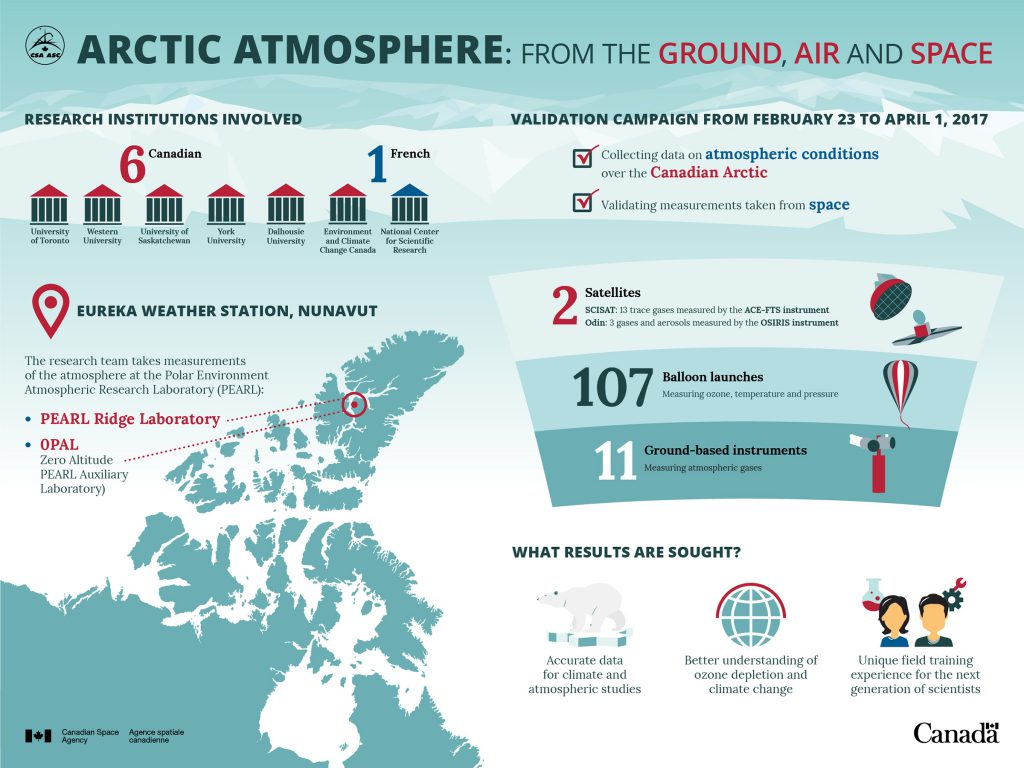 CSA ASC
ARCTIC ATMOSPHERE: FROM THE GROUND, AIR AND SPACE
RESEARCH INSTITUTIONS INVOLVED
6 Canadian
1 French
University
of Toronto
Western
University
University of
Saskatchewan
York
University
Dalhousie
University
Environment
and Climate
Change Canada
National Center
for Scientific
Research
VALIDATION CAMPAIGN FROM FEBRUARY 23 TO APRIL 1, 2017
Collecting data on atmospheric conditions
over the Canadian Arctic
Validating measurements taken from space
EUREKA WEATHER STATION, NUNAVUT
The research team takes measurements
of the atmosphere at the Polar Environment
Atmospheric Research Laboratory (PEARL):
• PEARL Ridge Laboratory
• 0PAL
Zero Altitude
PEARL Auxiliary
Laboratory)
2 Satellites
SCISAT: 13 trace gases measured by the ACE-FTS instrument
Odin: 3 gases and aerosols measured by the OSIRIS instrument
107 Balloon launches
Measuring ozone, temperature and pressure
11 Ground-based instruments
Measuring atmospheric gases
WHAT RESULTS ARE SOUGHT?
Accurate data
for climate and
atmospheric studies
Better understanding of
ozone depletion and
climate change
Unique field training
experience for the next
generation of scientists
Canadian Space
Agency
Agence spatiale
canadienne
Canada